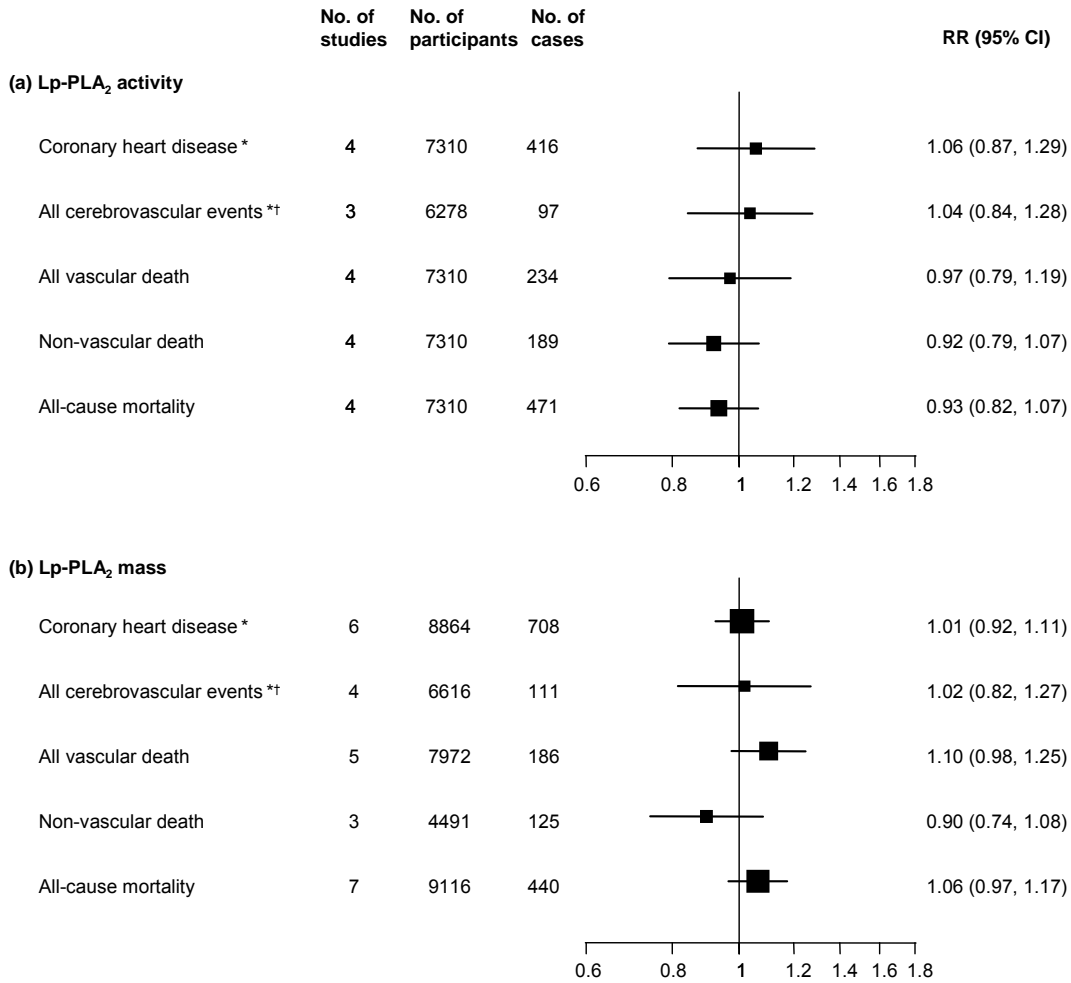 No. of No. of No. of
studies participants cases RR (95% CI)
(a) Lp-PLA₂ activity
Coronary heart disease * 4 7310 416 1.06 (0.87, 1.29)
All cerebrovascular events *† 3 6278 97 1.04 (0.84, 1.28)
All vascular death 4 7310 234 0.97 (0.79, 1.19)
Non-vascular death 4 7310 189 0.92 (0.79, 1.07)
All-cause mortality 4 7310 471 0.93 (0.82, 1.07)
0.6 0.8 1 1.2 1.4 1.6 1.8
(b) Lp-PLA₂ mass
Coronary heart disease * 6 8864 708 1.01 (0.92, 1.11)
All cerebrovascular events *† 4 6616 111 1.02 (0.82, 1.27)
All vascular death 5 7972 186 1.10 (0.98, 1.25)
Non-vascular death 3 4491 125 0.90 (0.74, 1.08)
All-cause mortality 7 9116 440 1.06 (0.97, 1.17)
0.6 0.8 1 1.2 1.4 1.6 1.8